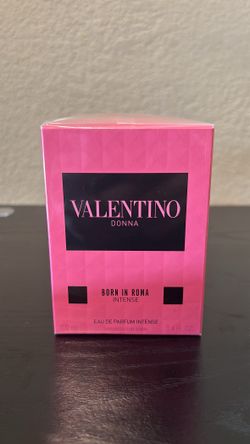 VALENTINO
DONNA
BORN IN ROMA
INTENSE
EAU DE PARFUM INTENSE